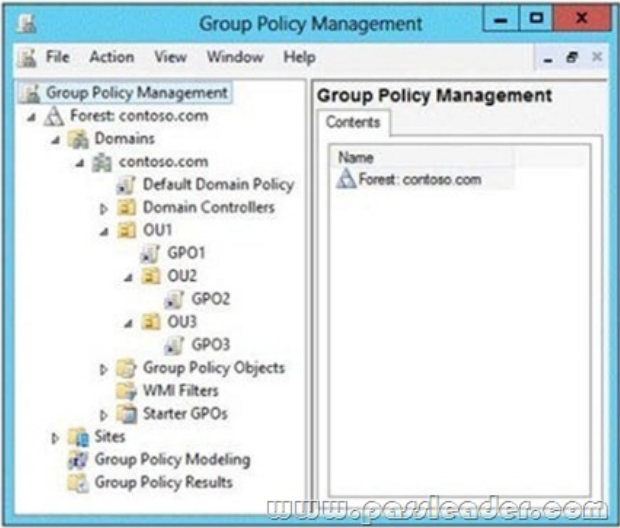 Group Policy Management
File Action View Window Help
Group Policy Management
Forest: contoso.com
Domains
contoso.com
Default Domain Policy
Domain Controllers
OU1
GPO1
OU2
GPO2
OU3
GPO3
Group Policy Objects
WMI Filters
Starter GPOs
Sites
Group Policy Modeling
Group Policy Results
Group Policy Management
Contents
Name
Forest: contoso.com
www.passleader.com